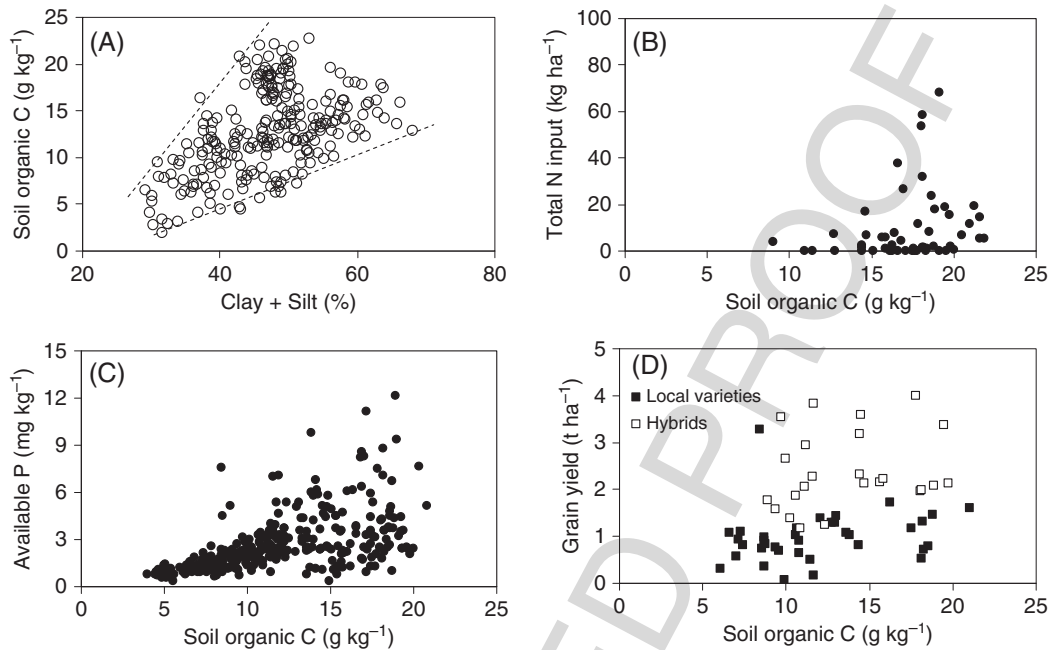 (A)
25
20
15
10
5
0
Soil organic C (g kg⁻¹)
20 40 60 80
Clay + Silt (%)
(B)
100
80
60
40
20
0
Total N input (kg ha⁻¹)
0 5 10 15 20 25
Soil organic C (g kg⁻¹)
(C)
15
12
9
6
3
0
Available P (mg kg⁻¹)
0 5 10 15 20 25
Soil organic C (g kg⁻¹)
(D)
5
4
3
2
1
0
Grain yield (t ha⁻¹)
Local varieties
Hybrids
0 5 10 15 20 25
Soil organic C (g kg⁻¹)
ED PROOF